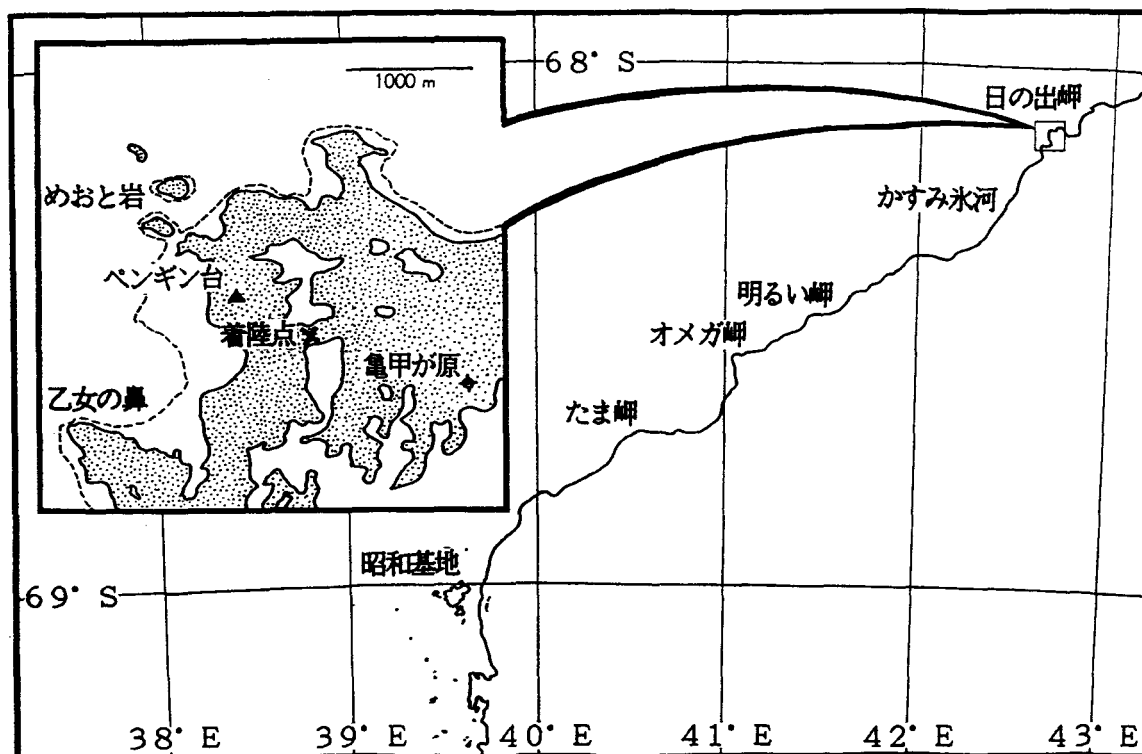 68° S
1000 m
日の出岬
めおと岩
かすみ氷河
ペンギン台
明るい岬
着陸点
オメガ岬
亀甲が原
乙女の鼻
たま岬
昭和基地
69° S
38° E
39° E
40° E
41° E
42° E
43° E